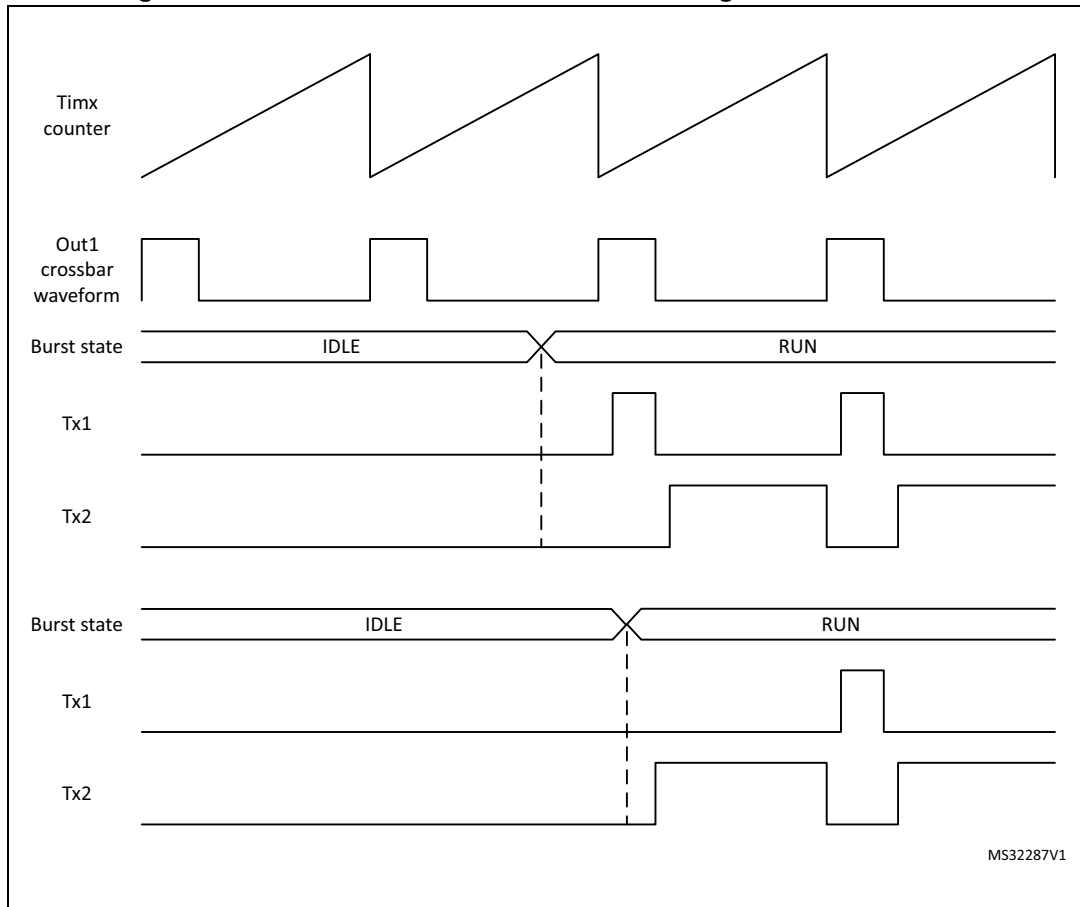 Timx
counter
Out1
crossbar
waveform
Burst state
IDLE
RUN
Tx1
Tx2
Burst state
IDLE
RUN
Tx1
Tx2
MS32287V1